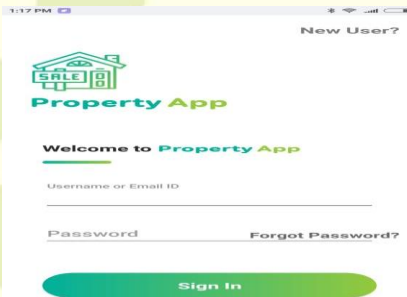 1:17 PM
New User?
SALE
Property App
Welcome to Property App
Username or Email ID
Password Forgot Password?
Sign In